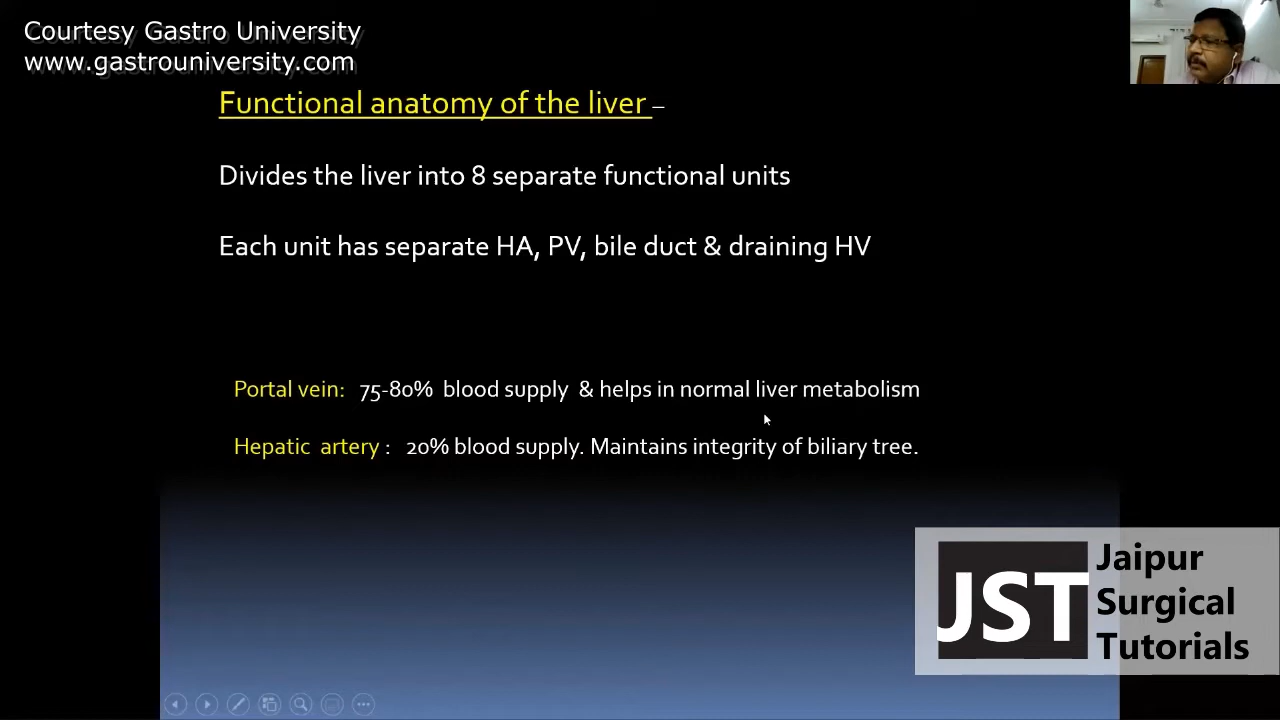 Courtesy Gastro University
www.gastrouniversity.com
Functional anatomy of the liver –
Divides the liver into 8 separate functional units
Each unit has separate HA, PV, bile duct & draining HV
Portal vein: 75-80% blood supply & helps in normal liver metabolism
Hepatic artery : 20% blood supply. Maintains integrity of biliary tree.
JST
Jaipur
Surgical
Tutorials